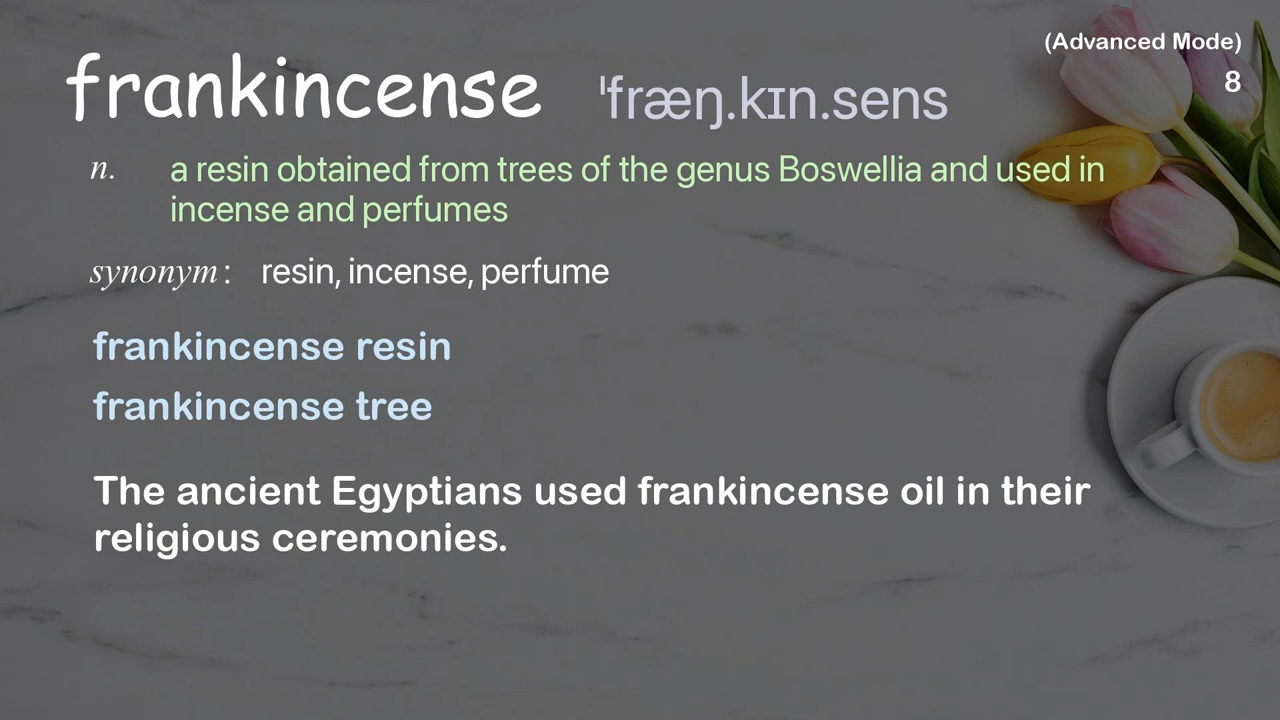 (Advanced Mode)
8
frankincense ˈfræŋ.kɪn.sens
n. a resin obtained from trees of the genus Boswellia and used in
incense and perfumes
synonym: resin, incense, perfume
frankincense resin
frankincense tree
The ancient Egyptians used frankincense oil in their
religious ceremonies.